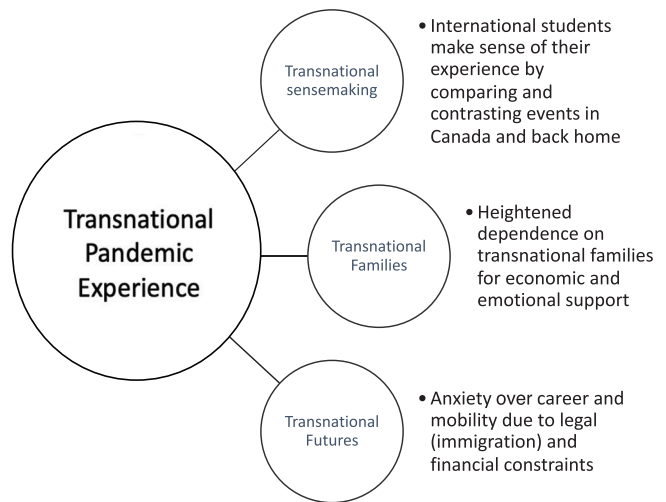 Transnational
Pandemic
Experience
Transnational
sensemaking
• International students
make sense of their
experience by
comparing and
contrasting events in
Canada and back home
Transnational
Families
• Heightened
dependence on
transnational families
for economic and
emotional support
Transnational
Futures
• Anxiety over career and
mobility due to legal
(immigration) and
financial constraints